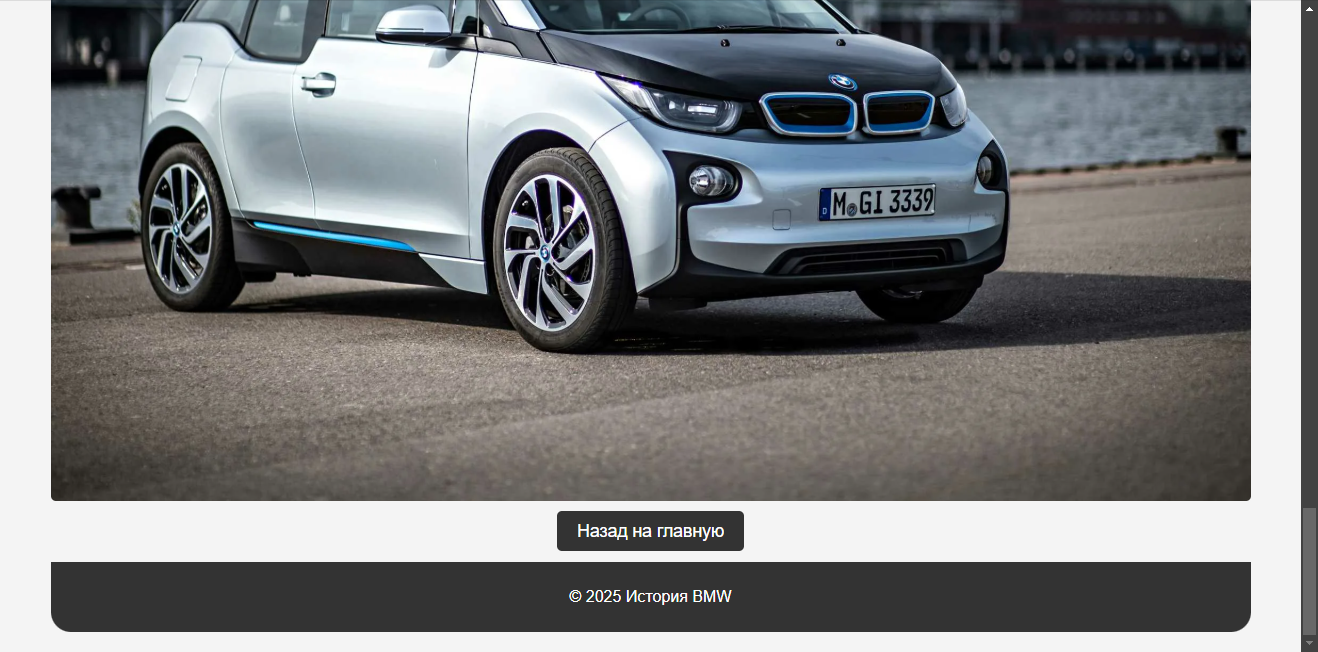 M GI 3339
D
Назад на главную
© 2025 История BMW